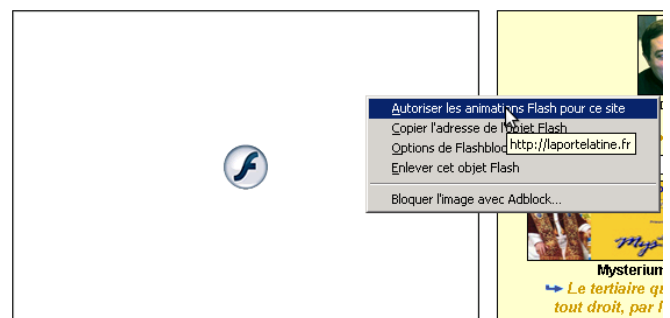 Autoriser les animations Flash pour ce site
Copier l'adresse de l'objet Flash
Options de Flashbloc
http://laportelatine.fr
Enlever cet objet Flash
Bloquer l'image avec Adblock...
Mysterium
Le tertiaire
tout droit, par